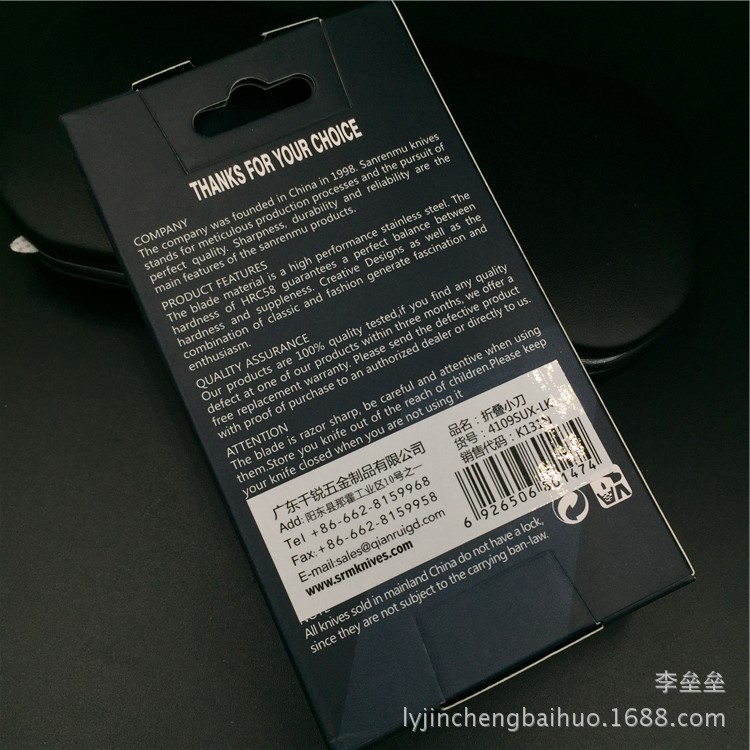 THANKS FOR YOUR CHOICE
COMPANY
The company was founded in China in 1998. Sanrenmu knives
stands for meticulous production processes and the pursuit of
perfect quality. Sharpness, durability and reliability are the
main features of the sanrenmu products.
PRODUCT FEATURES
The blade material is a high performance stainless steel. The
hardness of HRC58 guarantees a perfect balance between
hardness and suppleness. Creative Designs as well as the
combination of classic and fashion generate fascination and
enthusiasm.
QUALITY ASSURANCE
Our products are 100% quality tested,if you find any quality
defect at one of our products within three months, we offer a
free replacement warranty. Please send the defective product
with proof of purchase to an authorized dealer or directly to us.
ATTENTION
The blade is razor sharp, be careful and attentive when using
them.Store you knife out of the reach of children.Please keep
your knife closed when you are not using it
广东千锐五金制品有限公司
Add: 阳东县那霍工业区10号之一
Tel +86-662-8159968
Fax:+86-662-8159958
E-mail:sales@qianruigd.com
www.srmknives.com
品名：折叠小刀
货号：4109SUX-LK
销售代码：
6 926506
1474
NOTE
All knives sold in mainland China do not have a lock,
since they are not subject to the carrying ban-law.
李垒垒
lyjinchengbaihuo.1688.com